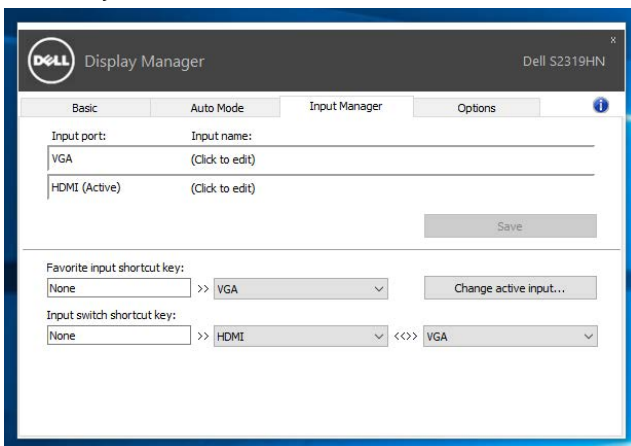 x
DELL Display Manager Dell S2319HN
Basic Auto Mode Input Manager Options i
Input port: Input name:
VGA (Click to edit)
HDMI (Active) (Click to edit)
Save
Favorite input shortcut key:
None >> VGA Change active input...
Input switch shortcut key:
None >> HDMI <<>> VGA